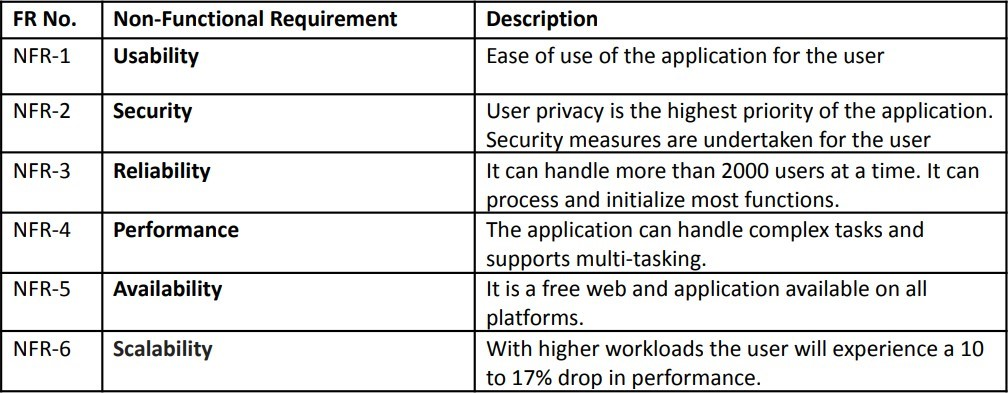 FR No. Non-Functional Requirement Description
NFR-1 Usability Ease of use of the application for the user
NFR-2 Security User privacy is the highest priority of the application.
Security measures are undertaken for the user
NFR-3 Reliability It can handle more than 2000 users at a time. It can
process and initialize most functions.
NFR-4 Performance The application can handle complex tasks and
supports multi-tasking.
NFR-5 Availability It is a free web and application available on all
platforms.
NFR-6 Scalability With higher workloads the user will experience a 10
to 17% drop in performance.